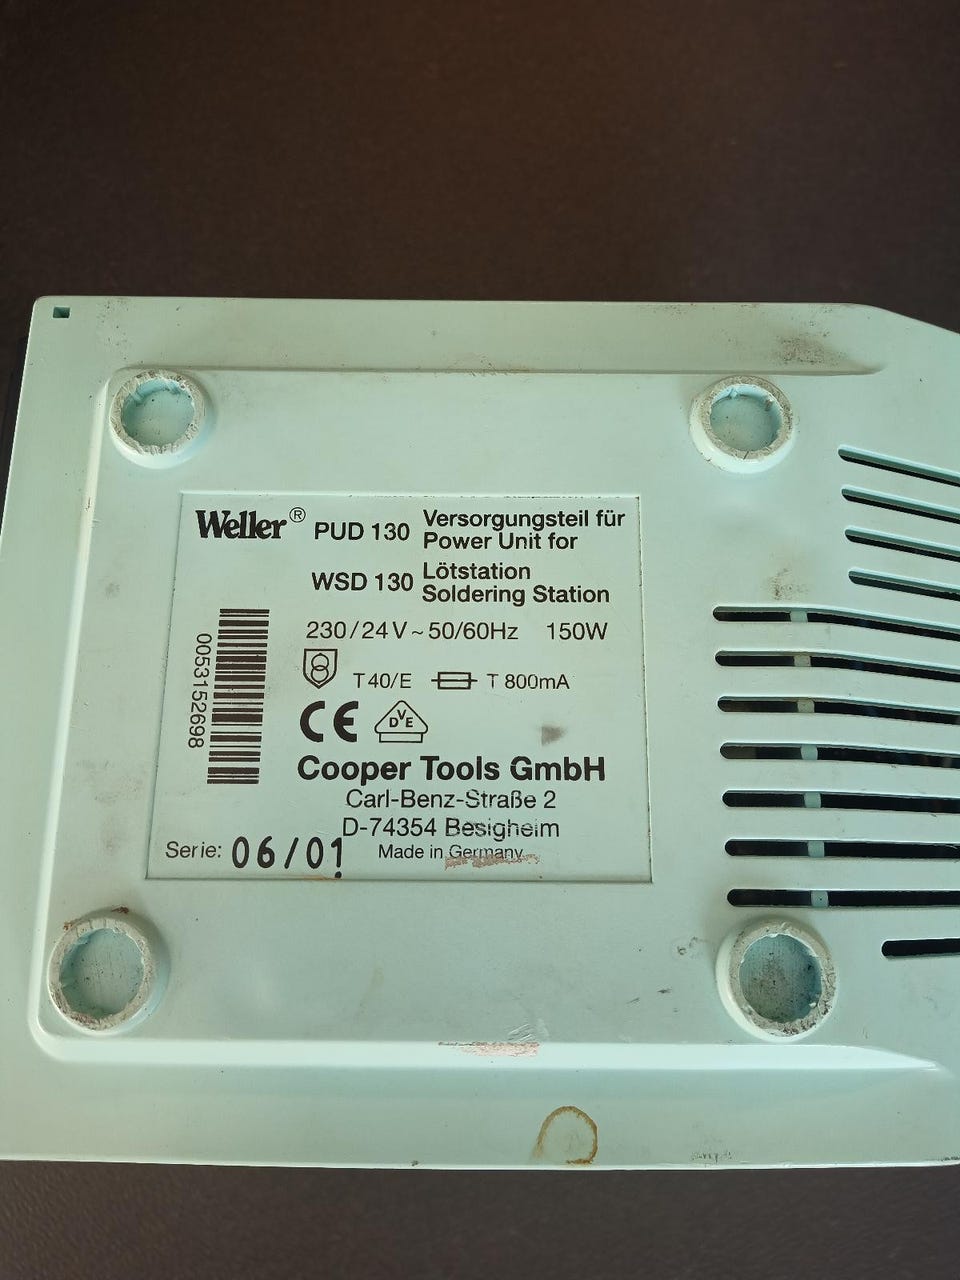 Weller® PUD 130 Versorgungsteil für
Power Unit for
WSD 130 Lötstation
Soldering Station
230/24V~50/60Hz 150W
T40/E T 800mA
CE DVE
0053152698
Cooper Tools GmbH
Carl-Benz-Straße 2
D-74354 Besigheim
Serie: 06/01 Made in Germany